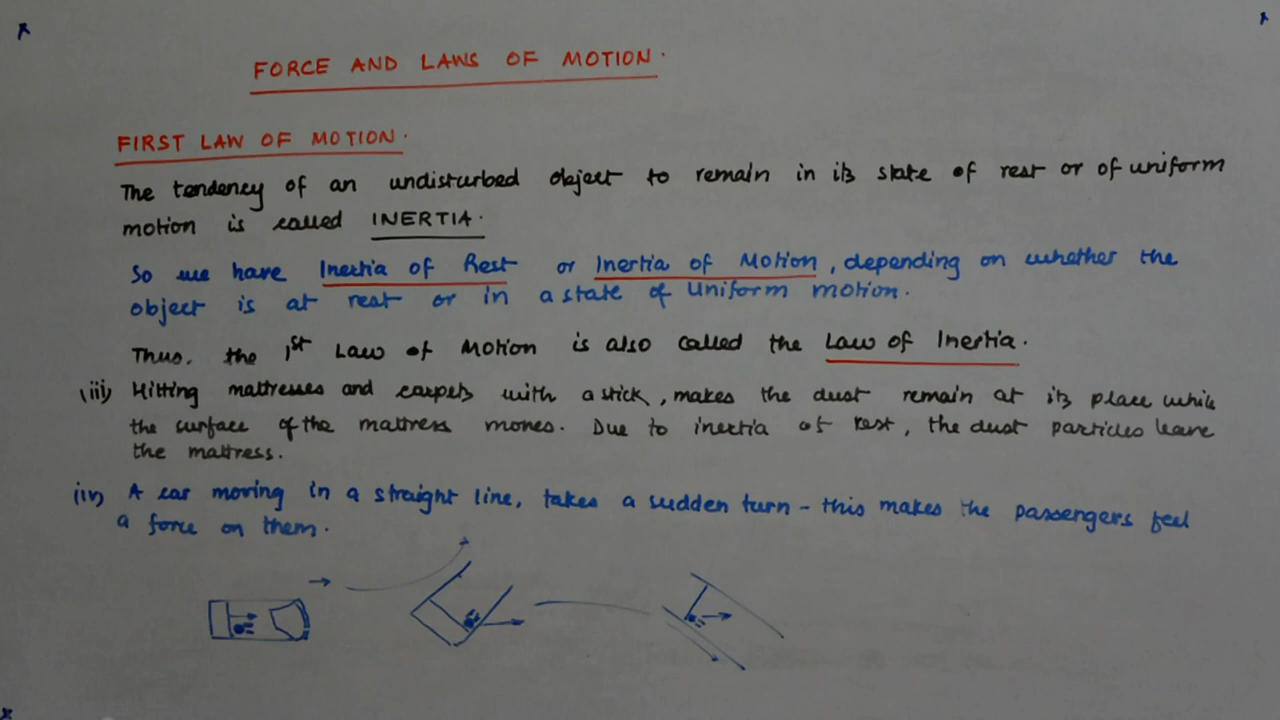 FORCE AND LAWS OF MOTION.
FIRST LAW OF MOTION.
The tendency of an undisturbed object to remain in its state of rest or of uniform
motion is called INERTIA.
So we have Inertia of Rest or Inertia of Motion, depending on whether the
object is at rest or in a state of Uniform motion.
Thus, the 1st Law of Motion is also called the Law of Inertia.
(iii) Hitting mattresses and carpets with a stick, makes the dust remain at its place while
the surface of the mattress moves. Due to inertia of rest, the dust particles leave
the mattress.
(iv) A car moving in a straight line, takes a sudden turn - this makes the passengers feel
a force on them.